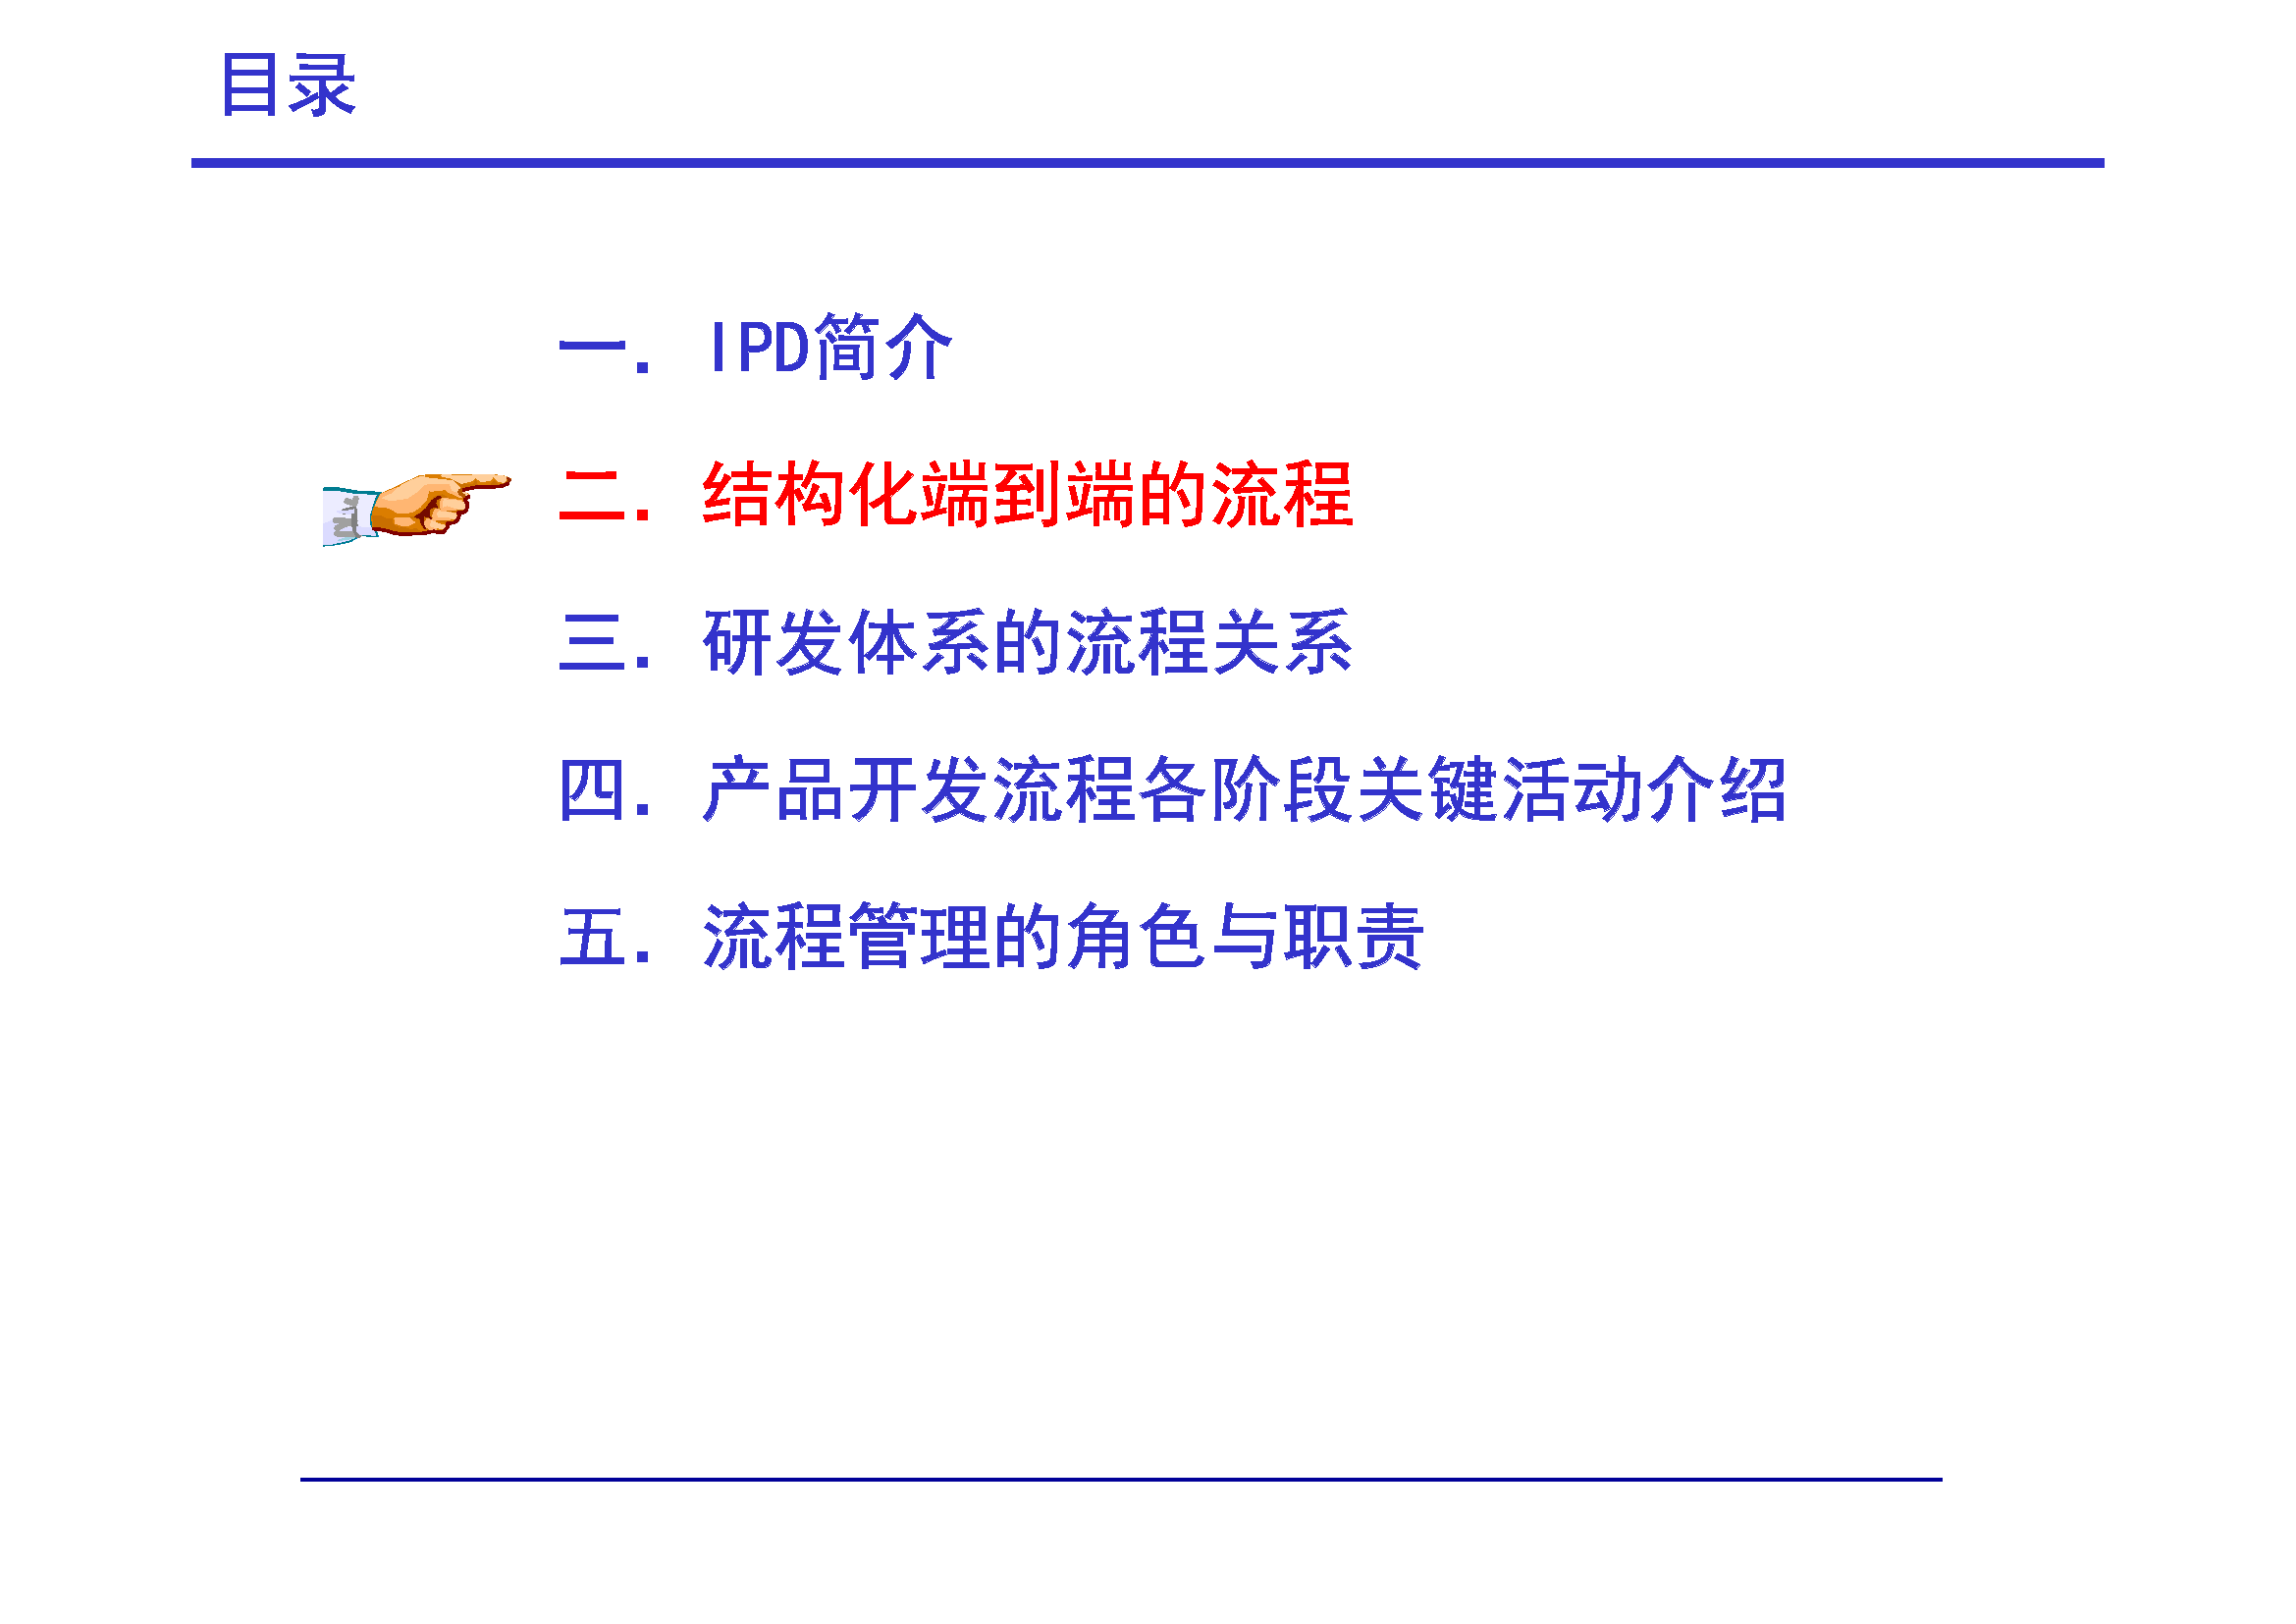 目录
一. IPD简介
二. 结构化端到端的流程
三. 研发体系的流程关系
四. 产品开发流程各阶段关键活动介绍
五. 流程管理的角色与职责